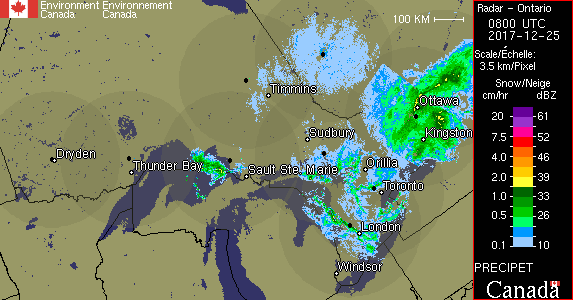 Environment Environnement
Canada Canada
100 KM
Timmins
Ottawa
Sudbury
Kingston
Dryden
Thunder Bay
Sault Ste. Marie
Orillia
Toronto
London
Windsor
Radar - Ontario
0800 UTC
2017-12-25
Scale/Échelle:
3.5 km/Pixel
Snow/Neige
cm/hr dBZ
20 61
9.2 57
7.5 52
4.0 46
2.0 39
1.0 33
0.5 26
0.1 10
PRECIPET
Canada